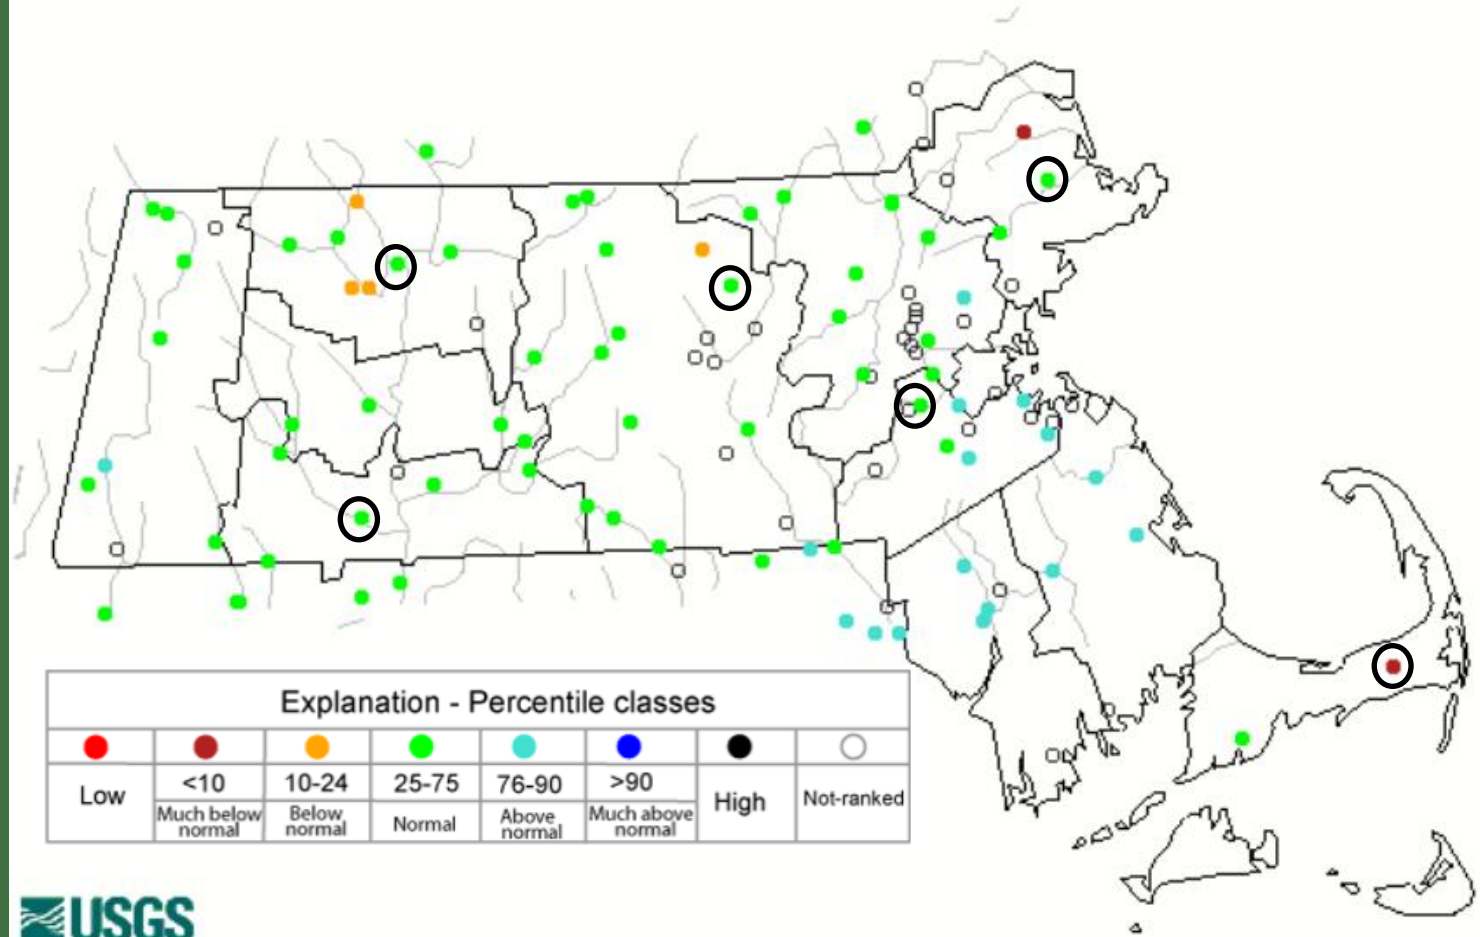 Explanation - Percentile classes
Low
<10
10-24
25-75
76-90
>90
High
Not-ranked
Much below
normal
Below
normal
Normal
Above
normal
Much above
normal
USGS